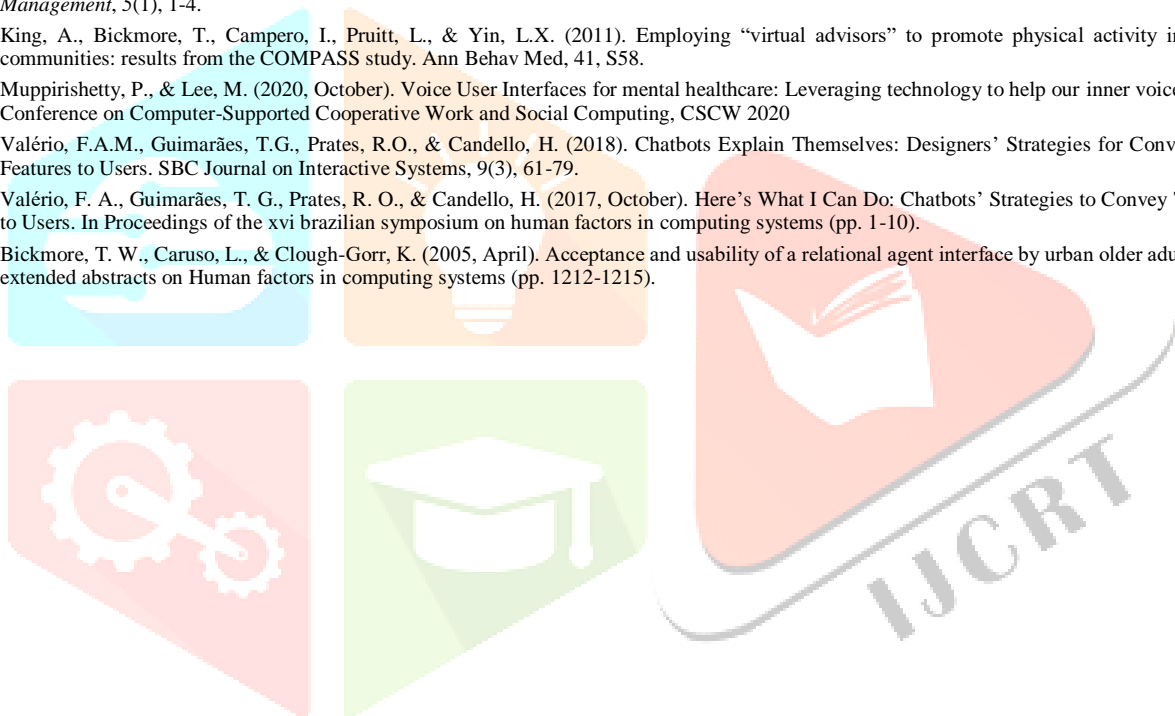 Management, 5(1), 1-4.
King, A., Bickmore, T., Campero, I., Pruitt, L., & Yin, L.X. (2011). Employing “virtual advisors” to promote physical activity
communities: results from the COMPASS study. Ann Behav Med, 41, S58.
Muppirishetty, P., & Lee, M. (2020, October). Voice User Interfaces for mental healthcare: Leveraging technology to help our inner
Conference on Computer-Supported Cooperative Work and Social Computing, CSCW 2020
Valério, F.A.M., Guimarães, T.G., Prates, R.O., & Candello, H. (2018). Chatbots Explain Themselves: Designers’ Strategies for
Features to Users. SBC Journal on Interactive Systems, 9(3), 61-79.
Valério, F. A., Guimarães, T. G., Prates, R. O., & Candello, H. (2017, October). Here’s What I Can Do: Chatbots’ Strategies to Convey
to Users. In Proceedings of the xvi brazilian symposium on human factors in computing systems (pp. 1-10).
Bickmore, T. W., Caruso, L., & Clough-Gorr, K. (2005, April). Acceptance and usability of a relational agent interface by urban older
extended abstracts on Human factors in computing systems (pp. 1212-1215).
IJCRT